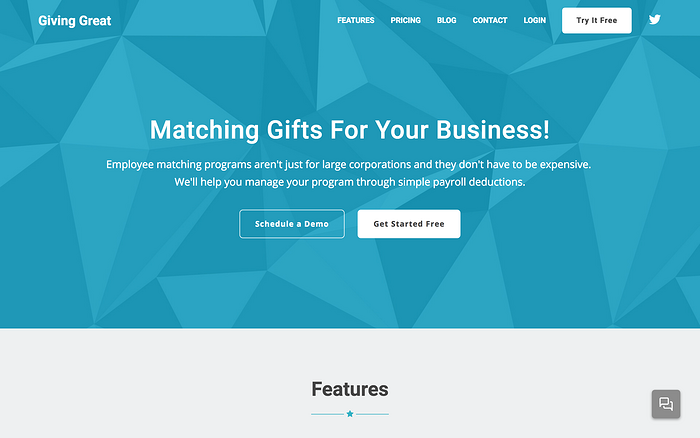 Giving Great
FEATURES PRICING BLOG CONTACT LOGIN Try It Free
Matching Gifts For Your Business!
Employee matching programs aren't just for large corporations and they don't have to be expensive.
We'll help you manage your program through simple payroll deductions.
Schedule a Demo Get Started Free
Features